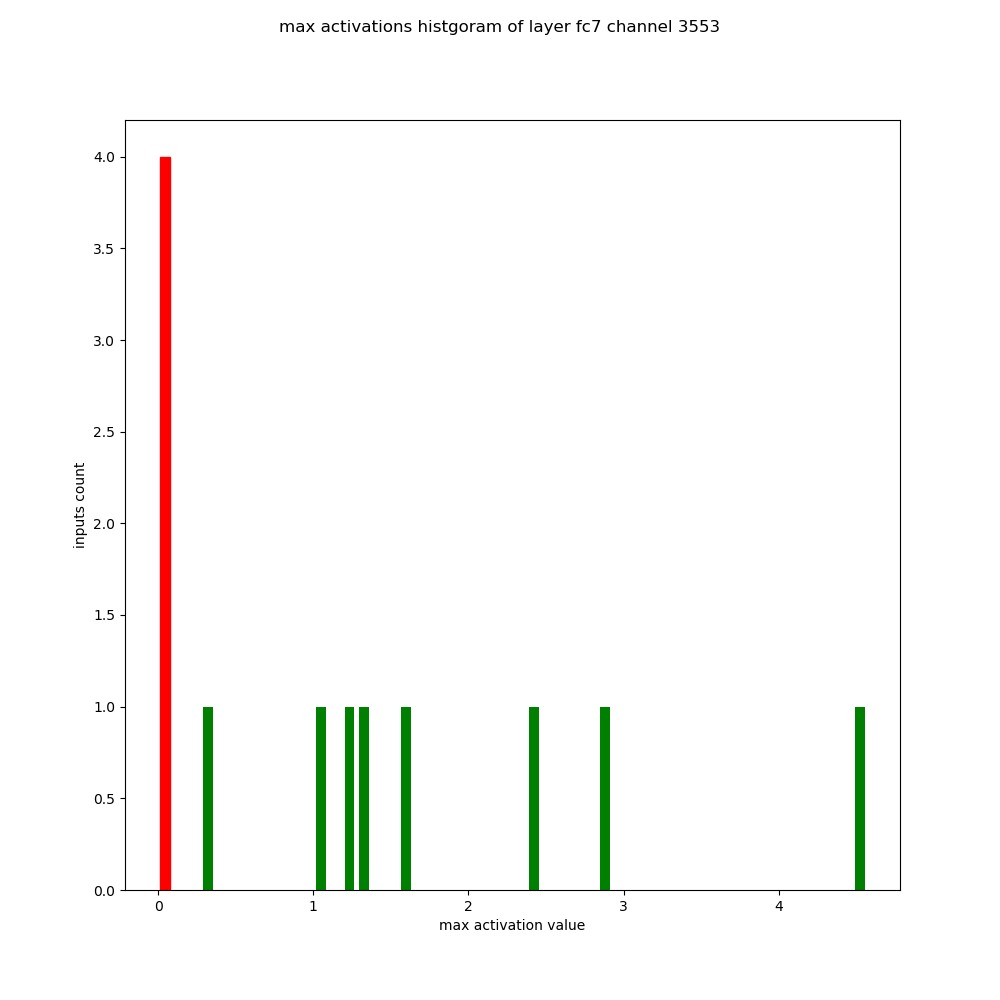 max activations histgoram of layer fc7 channel 3553
4.0
3.5
3.0
2.5
2.0
1.5
1.0
0.5
0.0
inputs count
0 1 2 3 4
max activation value